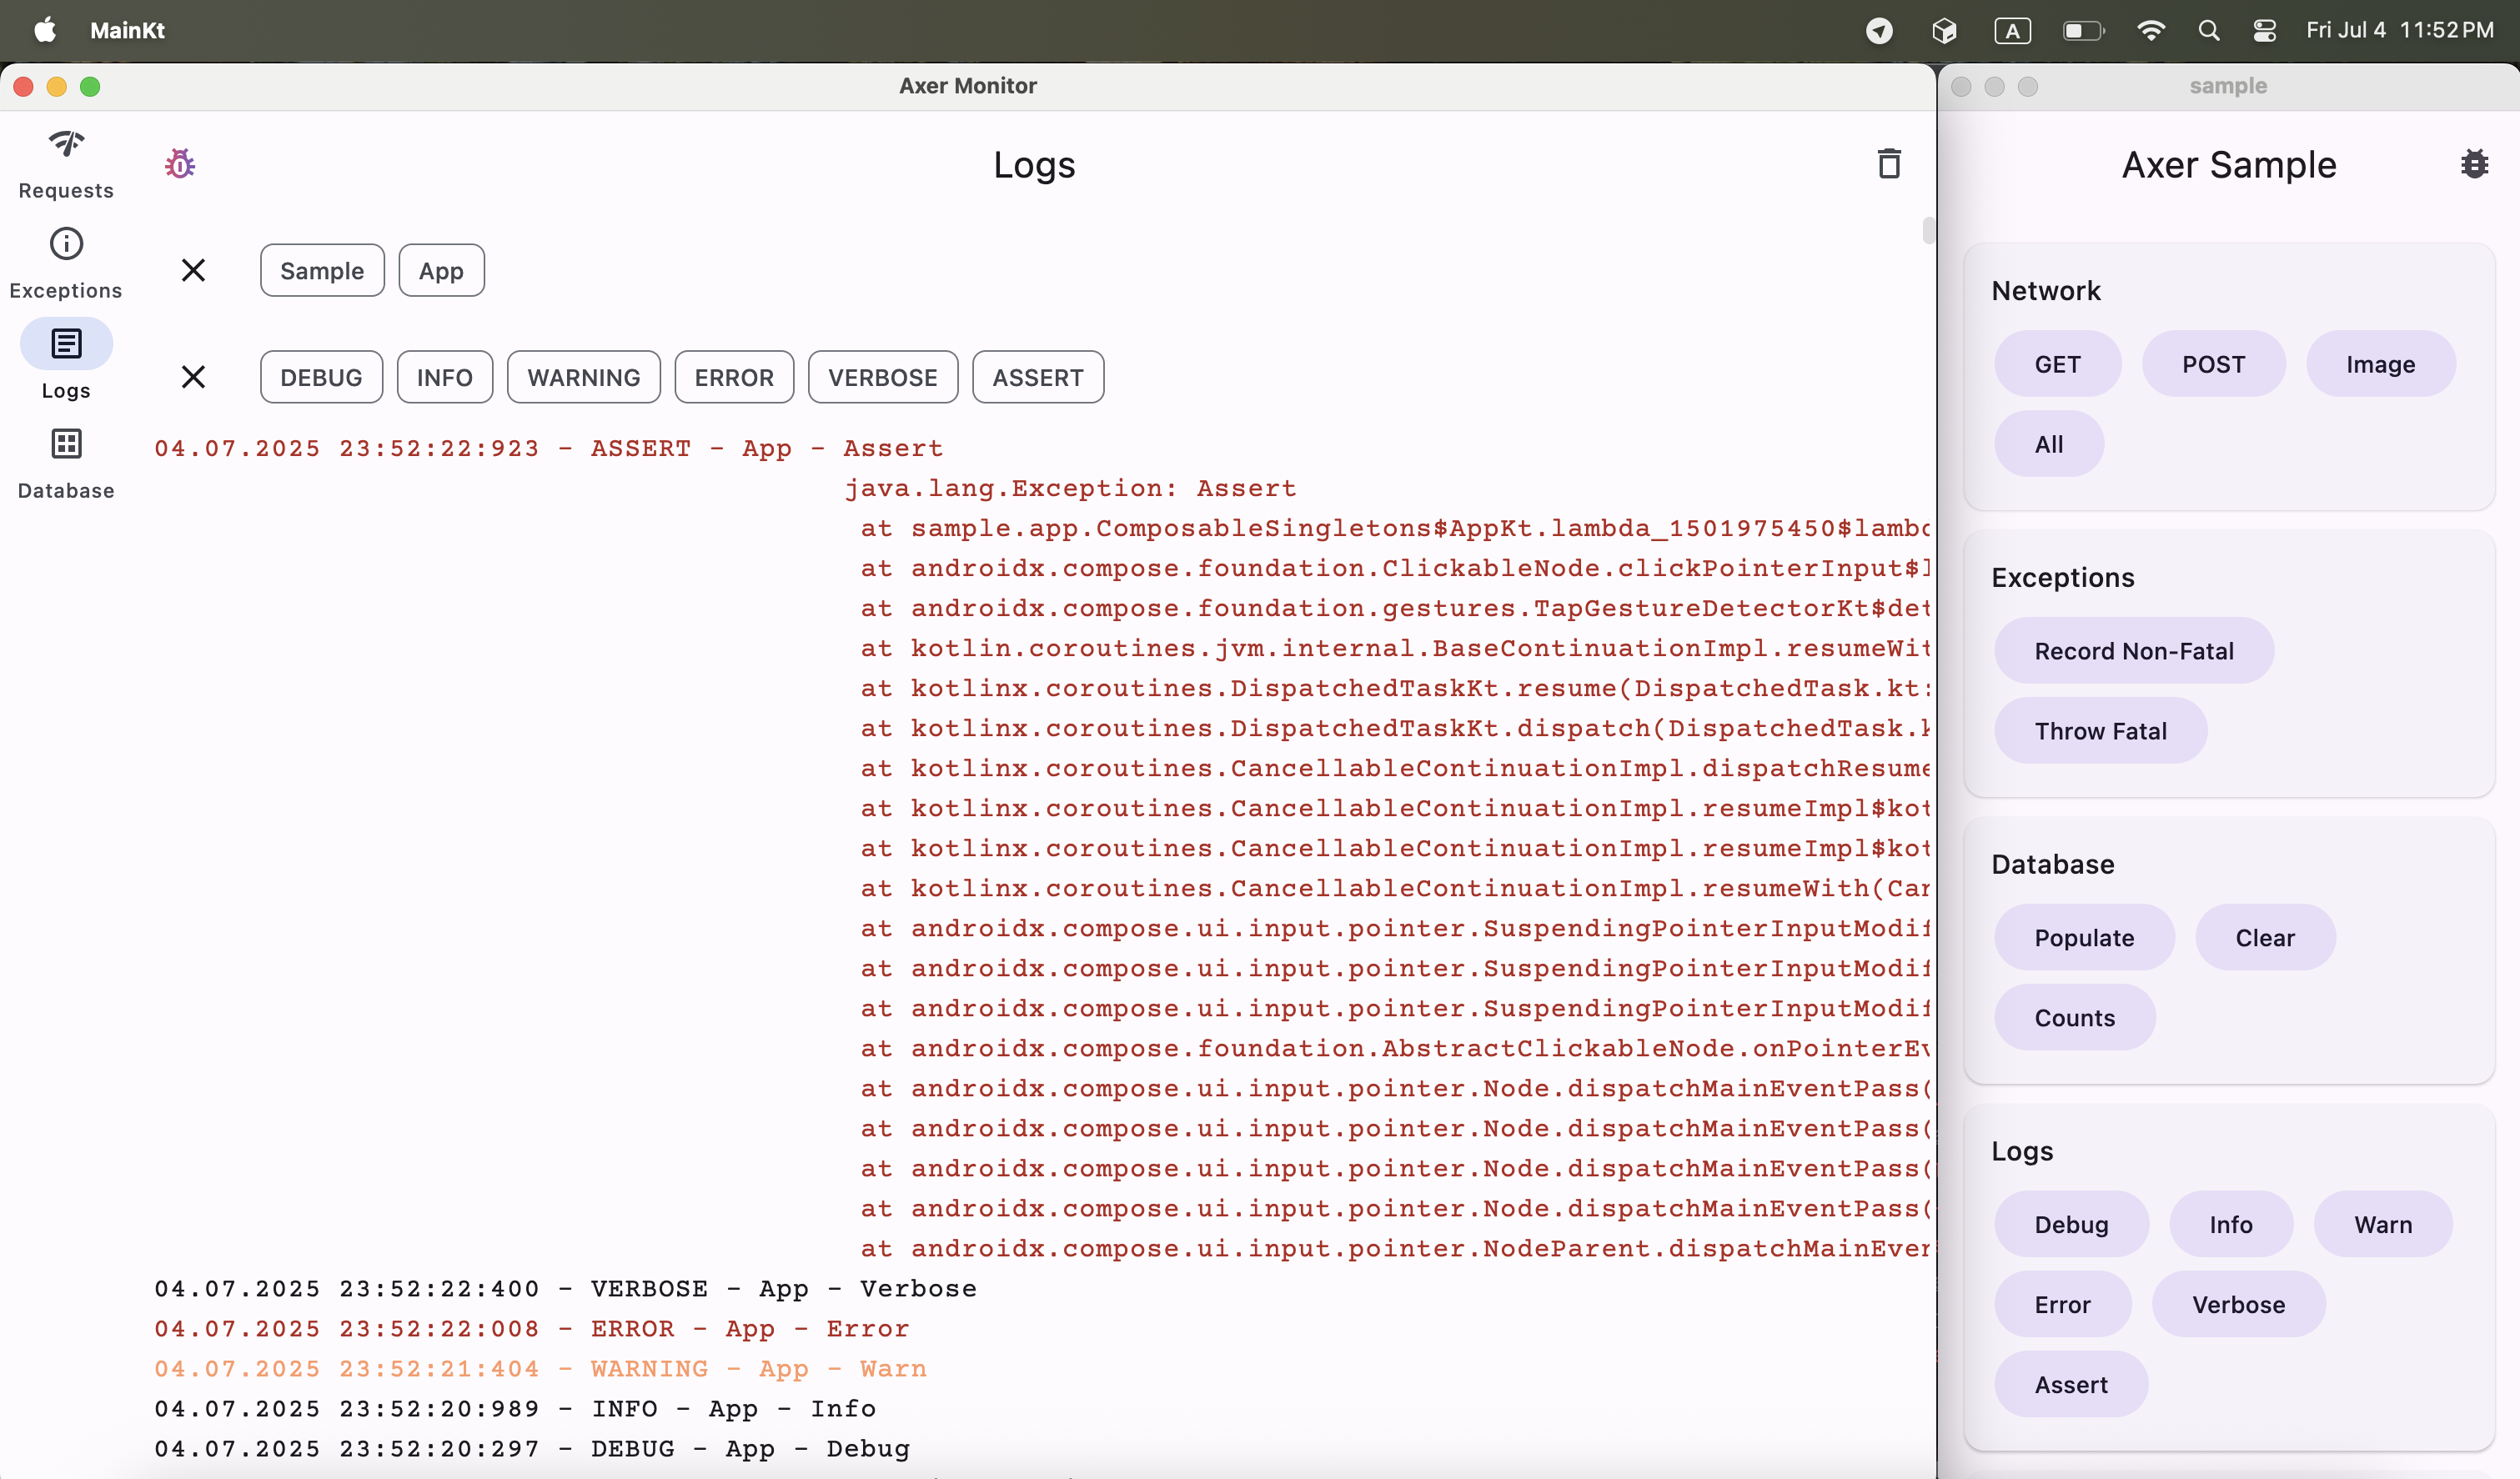 MainKt
A
Fri Jul 4 11:52 PM
Axer Monitor
Requests
Exceptions
Logs
Database
Logs
Sample App
DEBUG INFO WARNING ERROR VERBOSE ASSERT
04.07.2025 23:52:22:923 - ASSERT - App - Assert
java.lang.Exception: Assert
at sample.app.ComposableSingletons$AppKt.lambda_1501975450$lambd
at androidx.compose.foundation.ClickableNode.clickPointerInput$l
at androidx.compose.foundation.gestures.TapGestureDetectorKt$det
at kotlin.coroutines.jvm.internal.BaseContinuationImpl.resumeWit
at kotlinx.coroutines.DispatchedTaskKt.resume(DispatchedTask.kt:
at kotlinx.coroutines.DispatchedTaskKt.dispatch(DispatchedTask.k
at kotlinx.coroutines.CancellableContinuationImpl.dispatchResume
at kotlinx.coroutines.CancellableContinuationImpl.resumeImpl$kot
at kotlinx.coroutines.CancellableContinuationImpl.resumeImpl$kot
at kotlinx.coroutines.CancellableContinuationImpl.resumeWith(Can
at androidx.compose.ui.input.pointer.SuspendingPointerInputModif
at androidx.compose.ui.input.pointer.SuspendingPointerInputModif
at androidx.compose.ui.input.pointer.SuspendingPointerInputModif
at androidx.compose.foundation.AbstractClickableNode.onPointerEv
at androidx.compose.ui.input.pointer.Node.dispatchMainEventPass(
at androidx.compose.ui.input.pointer.Node.dispatchMainEventPass(
at androidx.compose.ui.input.pointer.Node.dispatchMainEventPass(
at androidx.compose.ui.input.pointer.Node.dispatchMainEventPass(
at androidx.compose.ui.input.pointer.NodeParent.dispatchMainEven
04.07.2025 23:52:22:400 - VERBOSE - App - Verbose
04.07.2025 23:52:22:008 - ERROR - App - Error
04.07.2025 23:52:21:404 - WARNING - App - Warn
04.07.2025 23:52:20:989 - INFO - App - Info
04.07.2025 23:52:20:297 - DEBUG - App - Debug
sample
Axer Sample
Network
GET POST Image
All
Exceptions
Record Non-Fatal
Throw Fatal
Database
Populate Clear
Counts
Logs
Debug Info Warn
Error Verbose
Assert